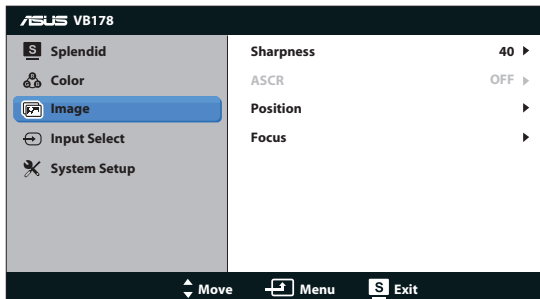 ASUS VB178
S Splendid
Color
Image
Input Select
System Setup
Sharpness 40
ASCR OFF
Position
Focus
Move Menu S Exit